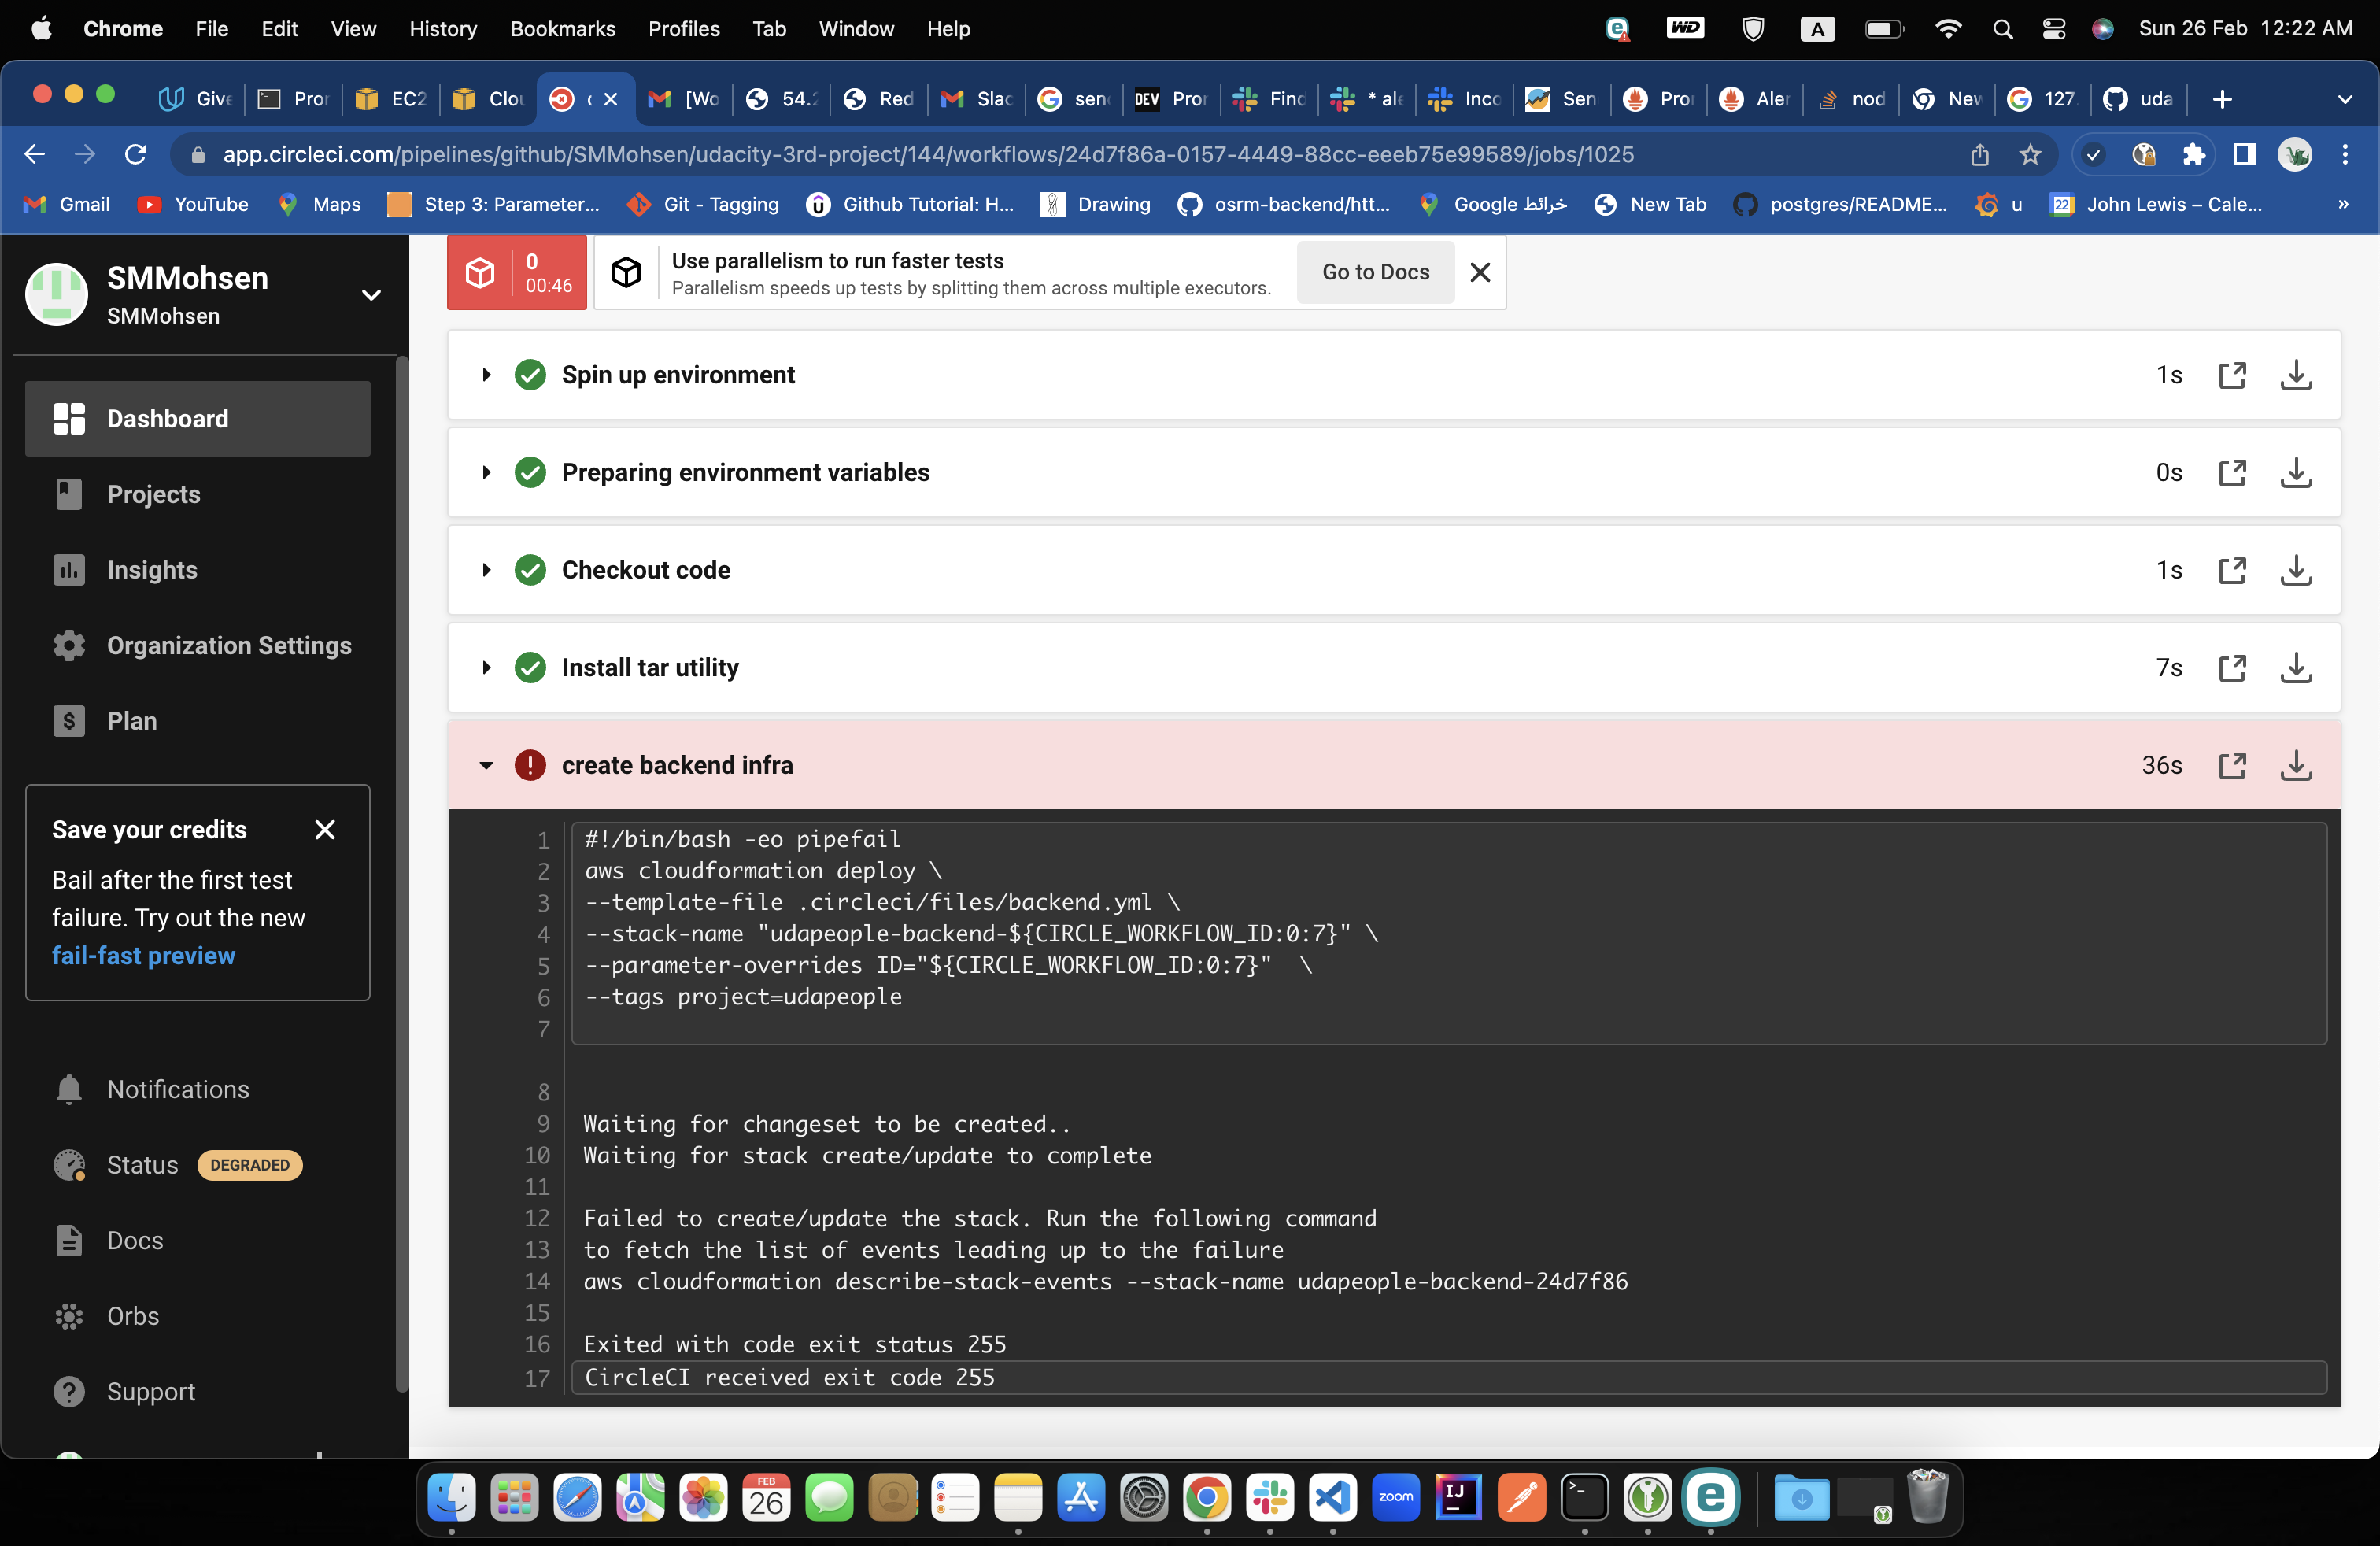 Chrome File Edit View History Bookmarks Profiles Tab Window Help
A
Sun 26 Feb 12:22 AM
Give Pror EC2 Clou c [Wo 54.2 Red Slac sen DEV Pror Find * ale Inco Sen Pro Aler nod New 127. uda
app.circleci.com/pipelines/github/SMMohsen/udacity-3rd-project/144/workflows/24d7f86a-0157-4449-88cc-eeeb75e99589/jobs/1025
Gmail YouTube Maps Step 3: Parameter... Git - Tagging Github Tutorial: H... Drawing osrm-backend/htt... Google خرائط New Tab postgres/README... u 22 John Lewis – Cale... »
SMMohsen
SMMohsen
Dashboard
Projects
Insights
Organization Settings
Plan
Save your credits
Bail after the first test
failure. Try out the new
fail-fast preview
Notifications
Status DEGRADED
Docs
Orbs
Support
0
00:46
Use parallelism to run faster tests
Parallelism speeds up tests by splitting them across multiple executors.
Go to Docs
Spin up environment 1s
Preparing environment variables 0s
Checkout code 1s
Install tar utility 7s
create backend infra 36s
1 #!/bin/bash -eo pipefail
2 aws cloudformation deploy \
3 --template-file .circleci/files/backend.yml \
4 --stack-name "udapeople-backend-${CIRCLE_WORKFLOW_ID:0:7}" \
5 --parameter-overrides ID="${CIRCLE_WORKFLOW_ID:0:7}"  \
6 --tags project=udapeople
7
8
9 Waiting for changeset to be created..
10 Waiting for stack create/update to complete
11
12 Failed to create/update the stack. Run the following command
13 to fetch the list of events leading up to the failure
14 aws cloudformation describe-stack-events --stack-name udapeople-backend-24d7f86
15
16 Exited with code exit status 255
17 CircleCI received exit code 255
FEB
26
zoom
IJ